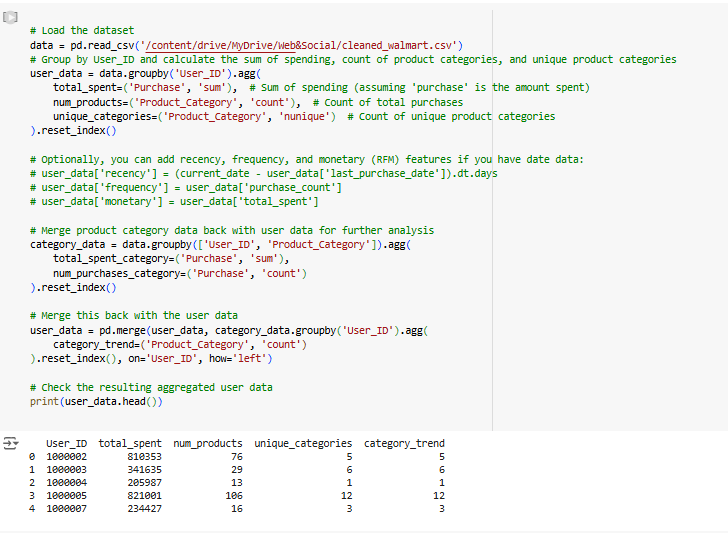 # Load the dataset
data = pd.read_csv('/content/drive/MyDrive/Web&Social/cleaned_walmart.csv')
# Group by User_ID and calculate the sum of spending, count of product categories, and unique product categories
user_data = data.groupby('User_ID').agg(
    total_spent=('Purchase', 'sum'),  # Sum of spending (assuming 'purchase' is the amount spent)
    num_products=('Product_Category', 'count'),  # Count of total purchases
    unique_categories=('Product_Category', 'nunique')  # Count of unique product categories
).reset_index()

# Optionally, you can add recency, frequency, and monetary (RFM) features if you have date data:
# user_data['recency'] = (current_date - user_data['last_purchase_date']).dt.days
# user_data['frequency'] = user_data['purchase_count']
# user_data['monetary'] = user_data['total_spent']

# Merge product category data back with user data for further analysis
category_data = data.groupby(['User_ID', 'Product_Category']).agg(
    total_spent_category=('Purchase', 'sum'),
    num_purchases_category=('Purchase', 'count')
).reset_index()

# Merge this back with the user data
user_data = pd.merge(user_data, category_data.groupby('User_ID').agg(
    category_trend=('Product_Category', 'count')
).reset_index(), on='User_ID', how='left')

# Check the resulting aggregated user data
print(user_data.head())

   User_ID  total_spent  num_products  unique_categories  category_trend
0  1000002       810353            76                  5               5
1  1000003       341635            29                  6               6
2  1000004       205987            13                  1               1
3  1000005       821001           106                 12              12
4  1000007       234427            16                  3               3